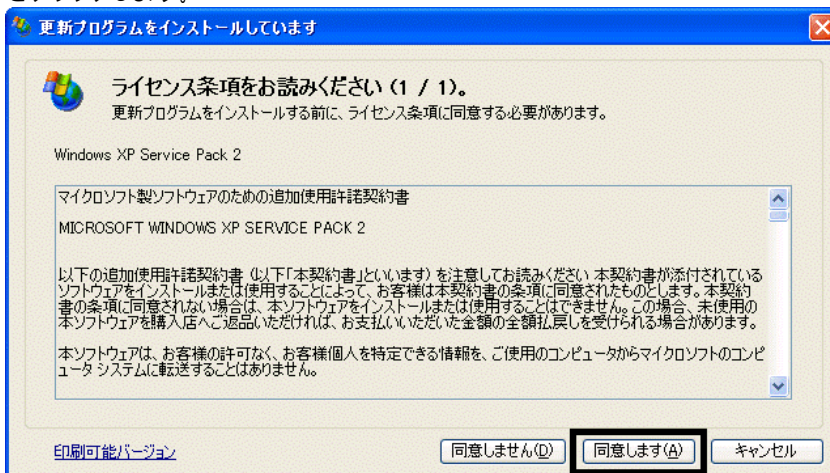 更新プログラムをインストールしています
ライセンス条項をお読みください (1 / 1)。
更新プログラムをインストールする前に、ライセンス条項に同意する必要があります。
Windows XP Service Pack 2
マイクロソフト製ソフトウェアのための追加使用許諾契約書
MICROSOFT WINDOWS XP SERVICE PACK 2
以下の追加使用許諾契約書 (以下「本契約書」といいます) を注意してお読みください 本契約書が添付されている
ソフトウェアをインストールまたは使用することによって、お客様は本契約書の条項に同意されたものとします。本契約
書の条項に同意されない場合は、本ソフトウェアをインストールまたは使用することはできません。この場合、未使用の
本ソフトウェアを購入店へご返品いただければ、お支払いいただいた金額の全額払戻しを受けられる場合があります。
本ソフトウェアは、お客様の許可なく、お客様個人を特定できる情報を、ご使用のコンピュータからマイクロソフトのコンピ
ュータ システムに転送することはありません。
印刷可能バージョン
同意しません(D)
同意します(A)
キャンセル